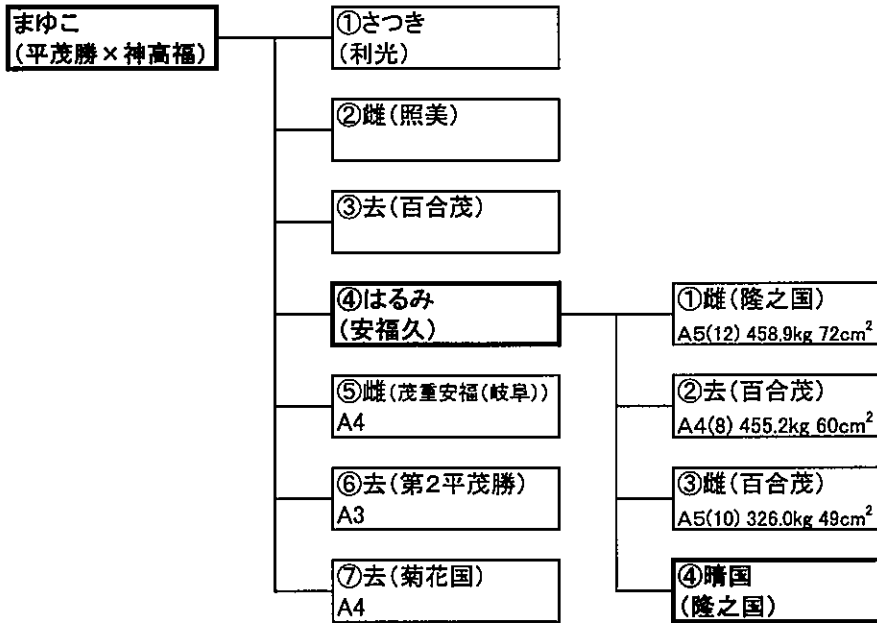 まゆこ
(平茂勝×神高福)
①さつき
(利光)
②雌(照美)
③去(百合茂)
④はるみ
(安福久)
⑤雌(茂重安福(岐阜))
A4
⑥去(第2平茂勝)
A3
⑦去(菊花国)
A4
①雌(隆之国)
A5(12) 458.9kg 72cm²
②去(百合茂)
A4(8) 455.2kg 60cm²
③雌(百合茂)
A5(10) 326.0kg 49cm²
④晴国
(隆之国)